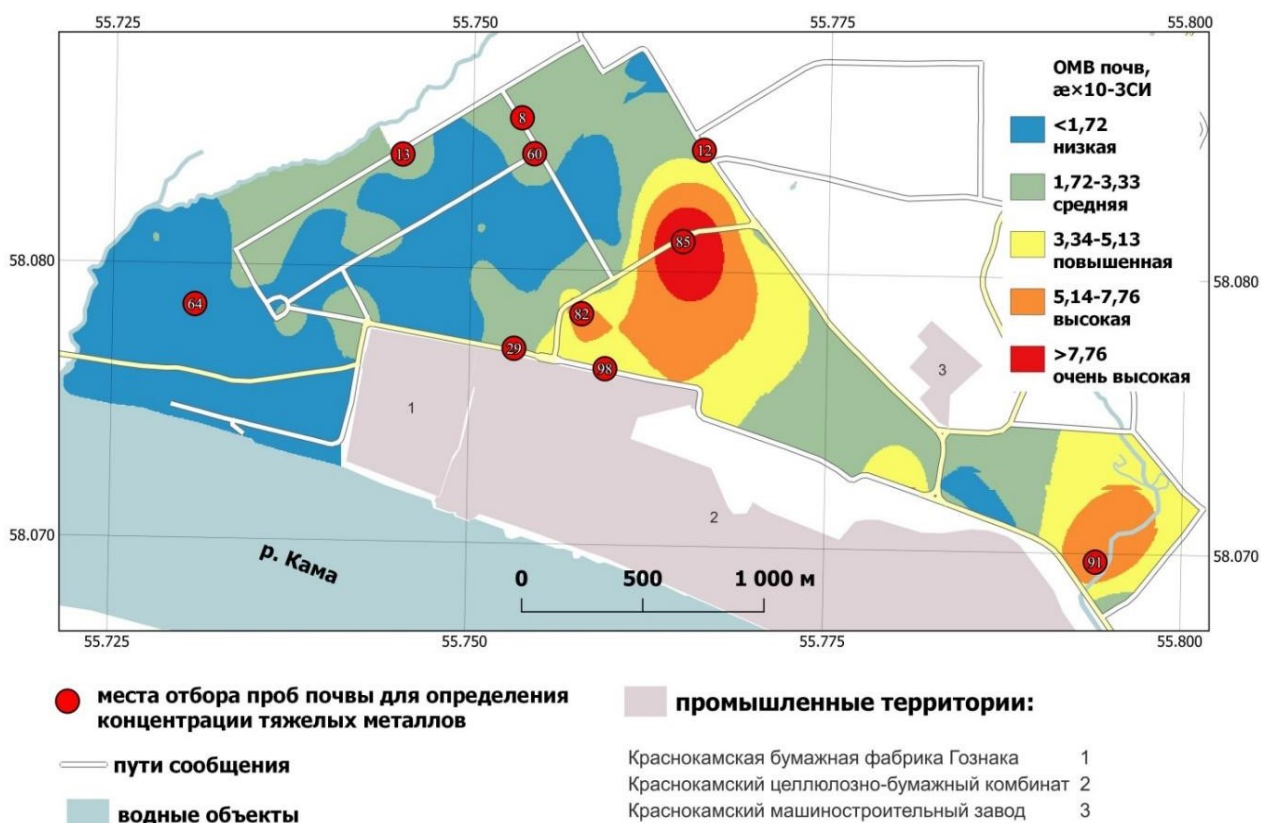 55.725
55.750
55.775
55.800
ОМВ почв,
æ×10-3СИ
<1,72
низкая
1,72-3,33
средняя
3,34-5,13
повышенная
5,14-7,76
высокая
>7,76
очень высокая
8
13
60
12
85
58.080
58.080
64
82
29
98
3
1
2
58.070
58.070
91
р. Кама
0 500 1 000 м
55.725
55.750
55.775
55.800
места отбора проб почвы для определения
концентрации тяжелых металлов
пути сообщения
водные объекты
промышленные территории:
Краснокамская бумажная фабрика Гознака 1
Краснокамский целлюлозно-бумажный комбинат 2
Краснокамский машиностроительный завод 3